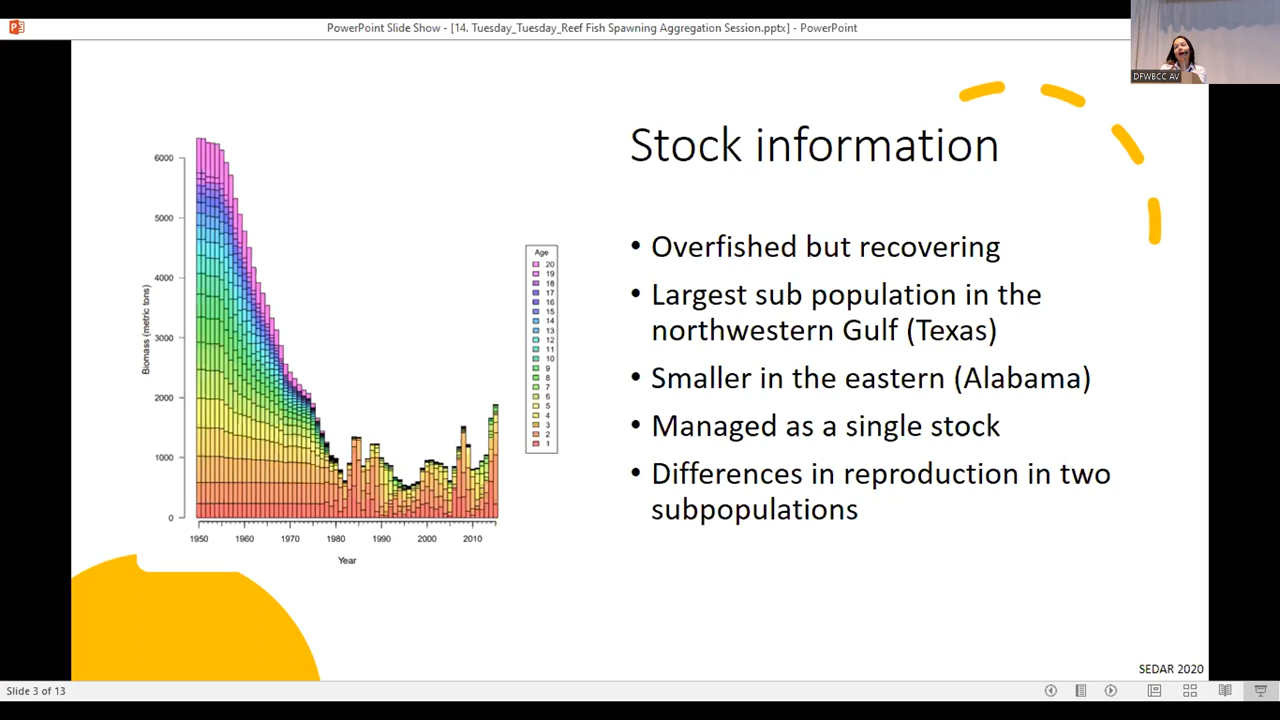 PowerPoint Slide Show - [14. Tuesday_Tuesday_Reef Fish Spawning Aggregation Session.pptx] - PowerPoint
DFWBCC AV
Stock information
• Overfished but recovering
• Largest sub population in the
northwestern Gulf (Texas)
• Smaller in the eastern (Alabama)
• Managed as a single stock
• Differences in reproduction in two
subpopulations
Biomass (metric tons)
6000
5000
4000
3000
2000
1000
0
1950 1960 1970 1980 1990 2000 2010
Year
Age
20
19
18
17
16
15
14
13
12
11
10
9
8
7
6
5
4
3
2
1
SEDAR 2020
Slide 3 of 13